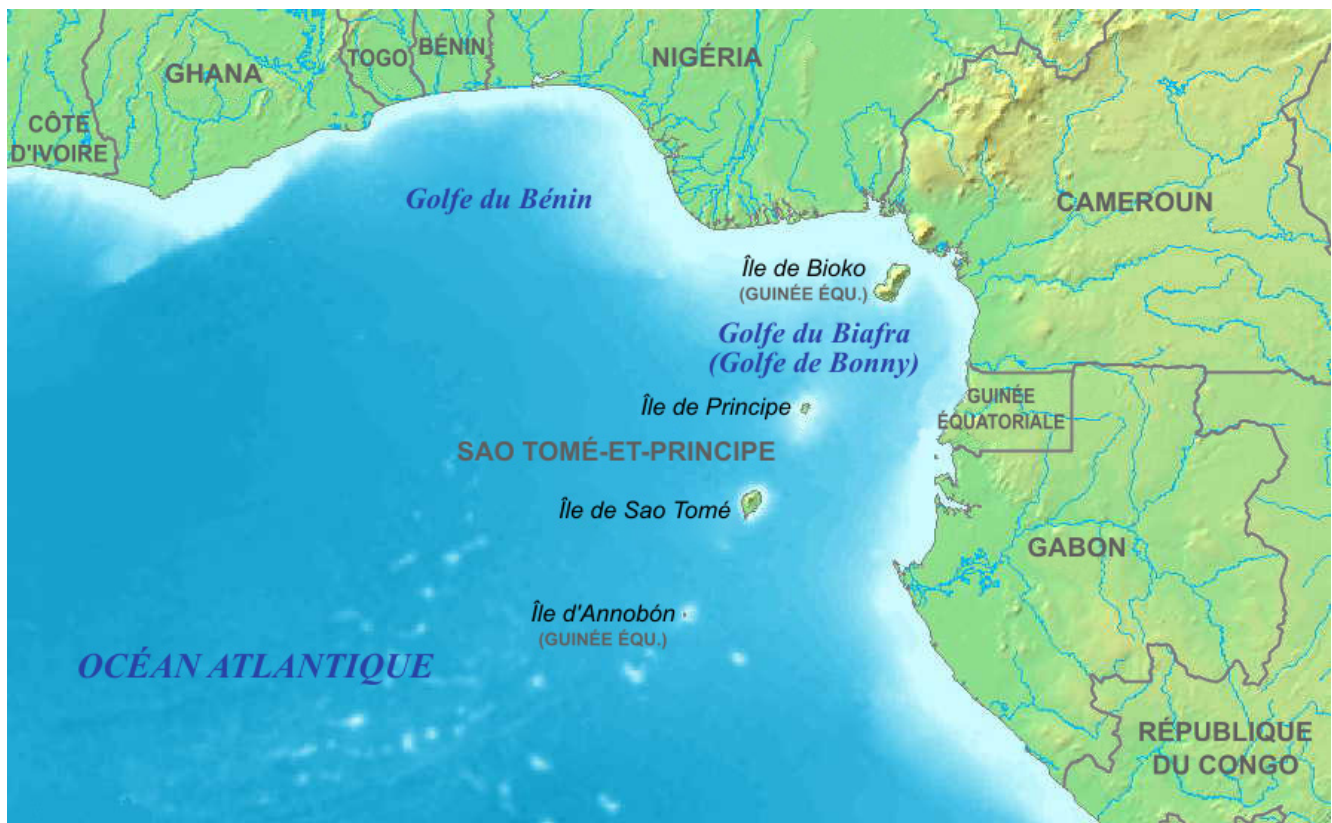 GHANA
TOGO
BÉNIN
NIGÉRIA
CÔTE
D'IVOIRE
Golfe du Bénin
CAMEROUN
Île de Bioko
(GUINÉE ÉQU.)
Golfe du Biafra
(Golfe de Bonny)
Île de Principe
GUINÉE
ÉQUATORIALE
SAO TOMÉ-ET-PRINCIPE
Île de Sao Tomé
GABON
Île d'Annobón
(GUINÉE ÉQU.)
OCÉAN ATLANTIQUE
RÉPUBLIQUE
DU CONGO